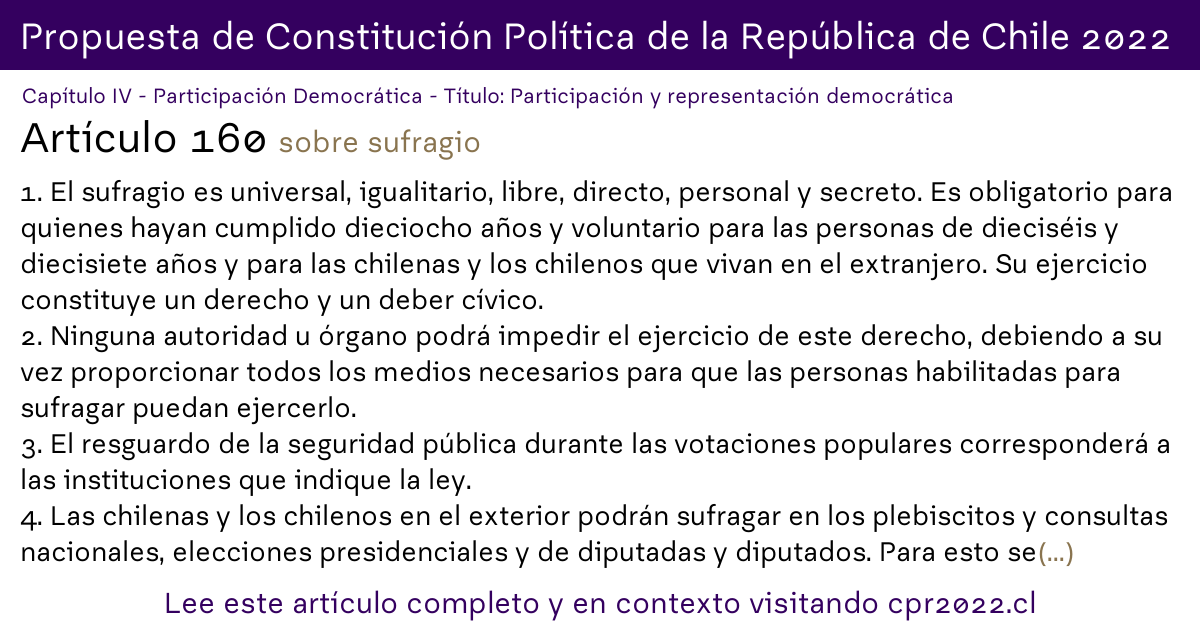 Propuesta de Constitución Política de la República de Chile 2022
Capítulo IV - Participación Democrática - Título: Participación y representación democrática
Artículo 160 sobre sufragio
1. El sufragio es universal, igualitario, libre, directo, personal y secreto. Es obligatorio para
quienes hayan cumplido dieciocho años y voluntario para las personas de dieciséis y
diecisiete años y para las chilenas y los chilenos que vivan en el extranjero. Su ejercicio
constituye un derecho y un deber cívico.
2. Ninguna autoridad u órgano podrá impedir el ejercicio de este derecho, debiendo a su
vez proporcionar todos los medios necesarios para que las personas habilitadas para
sufragar puedan ejercerlo.
3. El resguardo de la seguridad pública durante las votaciones populares corresponderá a
las instituciones que indique la ley.
4. Las chilenas y los chilenos en el exterior podrán sufragar en los plebiscitos y consultas
nacionales, elecciones presidenciales y de diputadas y diputados. Para esto se(...)
Lee este artículo completo y en contexto visitando cpr2022.cl